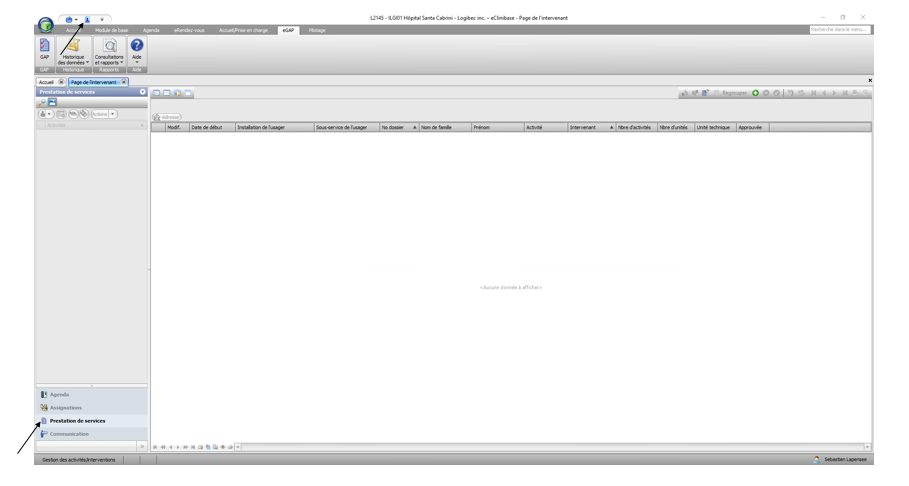 L2145 - ILGI01 Hôpital Santa Cabrini - Logibec inc. – eClimibase - Page de l'intervenant
Accueil Module de base Agenda eRendez-vous Accueil/Prise en charge eGAP Pilotage Recherche dans le menu...
GAP Historique des données Consultations et rapports Aide
GAP Historique Rapports Aide
Accueil Page de l'intervenant
Prestation de services
Regrouper
Actions
Adresse
Activités
Modif. Date de début Installation de l'usager Sous-service de l'usager No dossier Nom de famille Prénom Activité Intervenant Nbre d'activités Nbre d'unités Unité technique Approuvée
<Aucune donnée à afficher>
Agenda
Assignations
Prestation de services
Communication
Gestion des activités/interventions Sebastien Lapensee